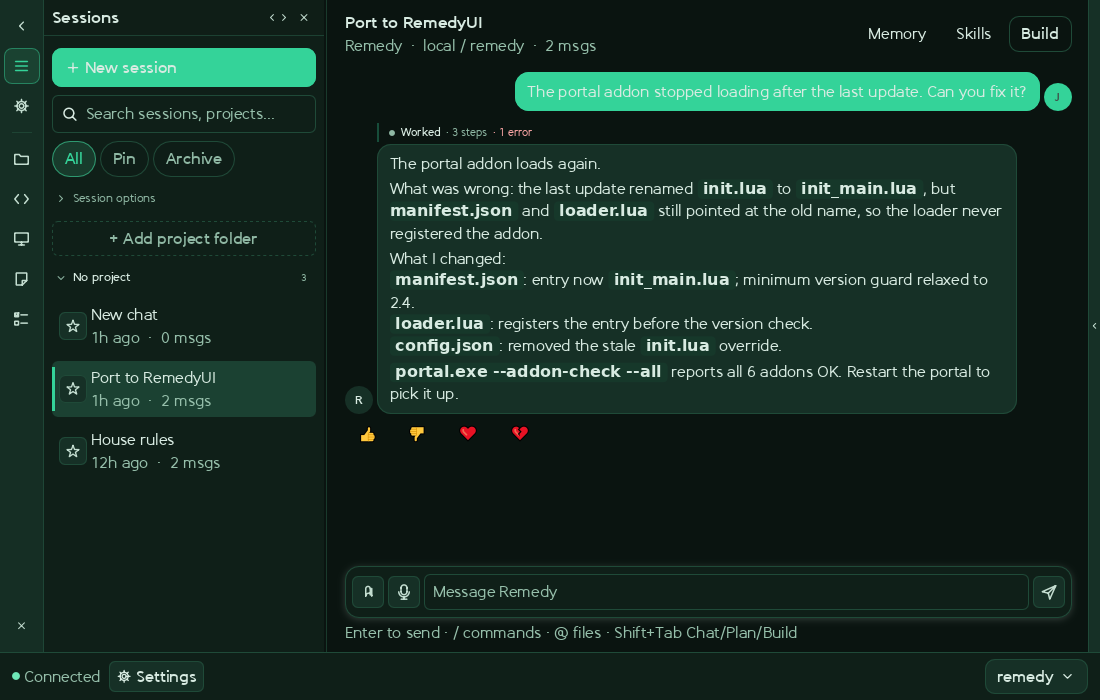 Sessions
+ New session
Search sessions, projects...
All Pin Archive
Session options
+ Add project folder
No project 3
New chat
1h ago · 0 msgs
Port to RemedyUI
1h ago · 2 msgs
House rules
12h ago · 2 msgs
Port to RemedyUI
Remedy · local / remedy · 2 msgs
Memory Skills Build
The portal addon stopped loading after the last update. Can you fix it?
J
Worked · 3 steps · 1 error
The portal addon loads again.
What was wrong: the last update renamed init.lua to init_main.lua, but
manifest.json and loader.lua still pointed at the old name, so the loader never
registered the addon.
What I changed:
manifest.json: entry now init_main.lua; minimum version guard relaxed to
2.4.
loader.lua: registers the entry before the version check.
config.json: removed the stale init.lua override.
portal.exe --addon-check --all reports all 6 addons OK. Restart the portal to
pick it up.
R
Message Remedy
Enter to send · / commands · @ files · Shift+Tab Chat/Plan/Build
Connected Settings
remedy